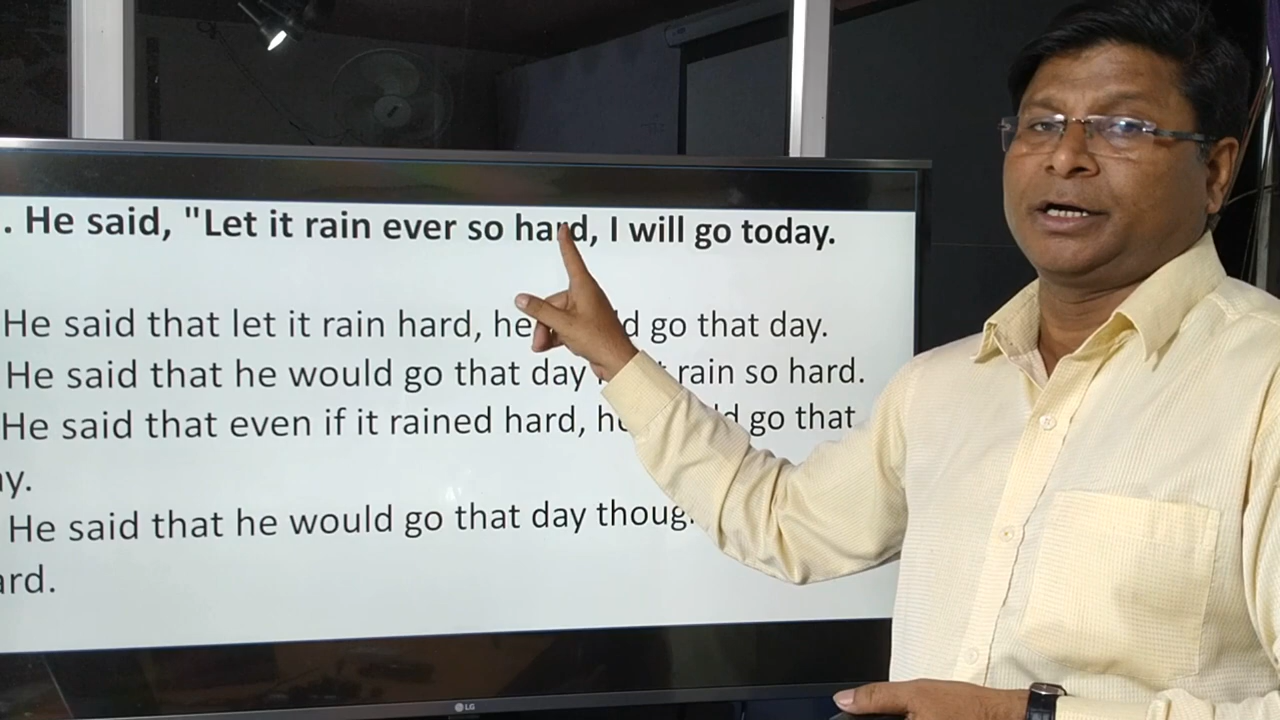 . He said, "Let it rain ever so hard, I will go today.
He said that let it rain hard, he go that day.
He said that he would go that day rain so hard.
He said that even if it rained hard, go that
He said that he would go that day
LG